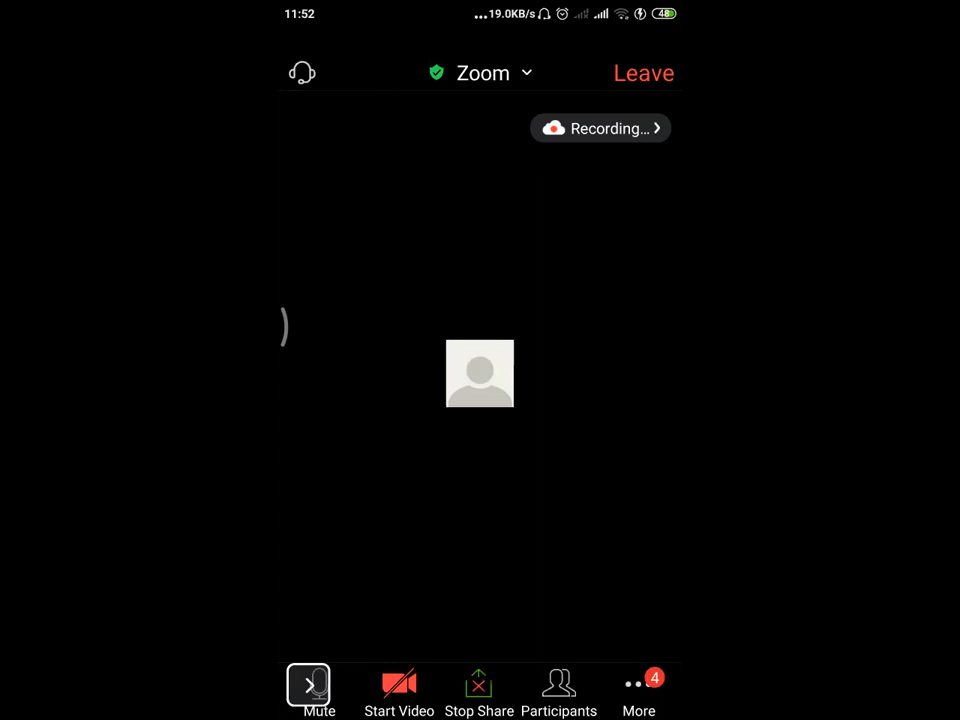 11:52 ...19.0KB/s 48
Zoom Leave
Recording...
Mute Start Video Stop Share Participants More
4